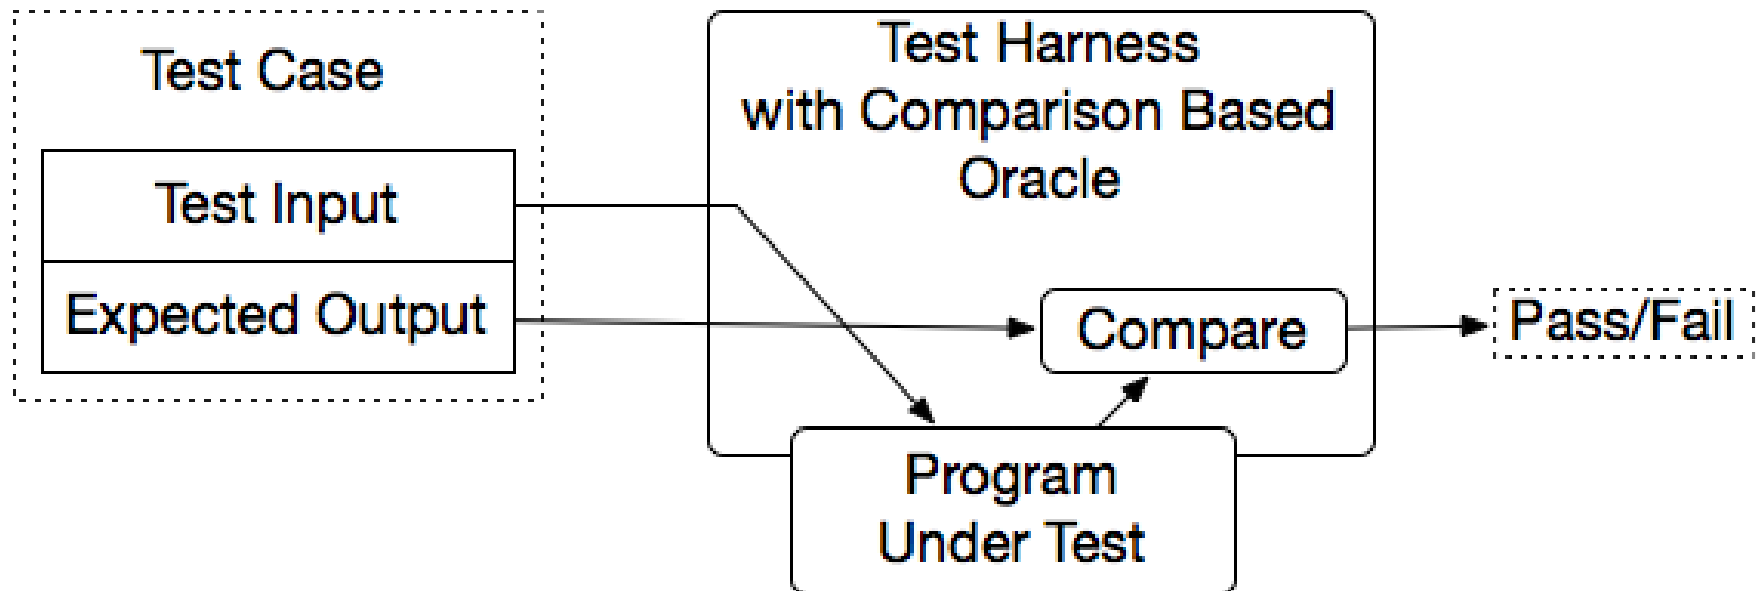 Test Case
Test Input
Expected Output
Test Harness
with Comparison Based
Oracle
Compare
Program
Under Test
Pass/Fail